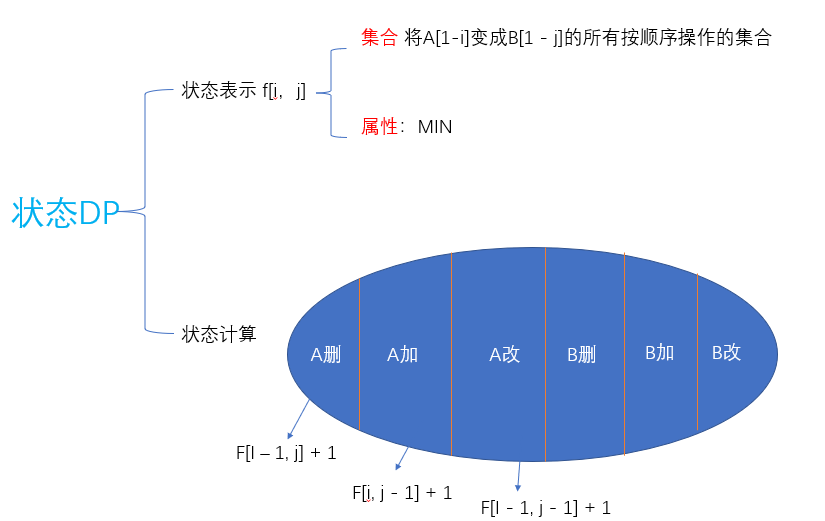 集合 将A[1-i]变成B[1 - j]的所有按顺序操作的集合
状态表示 f[i, j]
属性：MIN
状态DP
状态计算
A删 A加 A改 B删 B加 B改
F[I – 1, j] + 1
F[i, j - 1] + 1
F[I - 1, j - 1] + 1